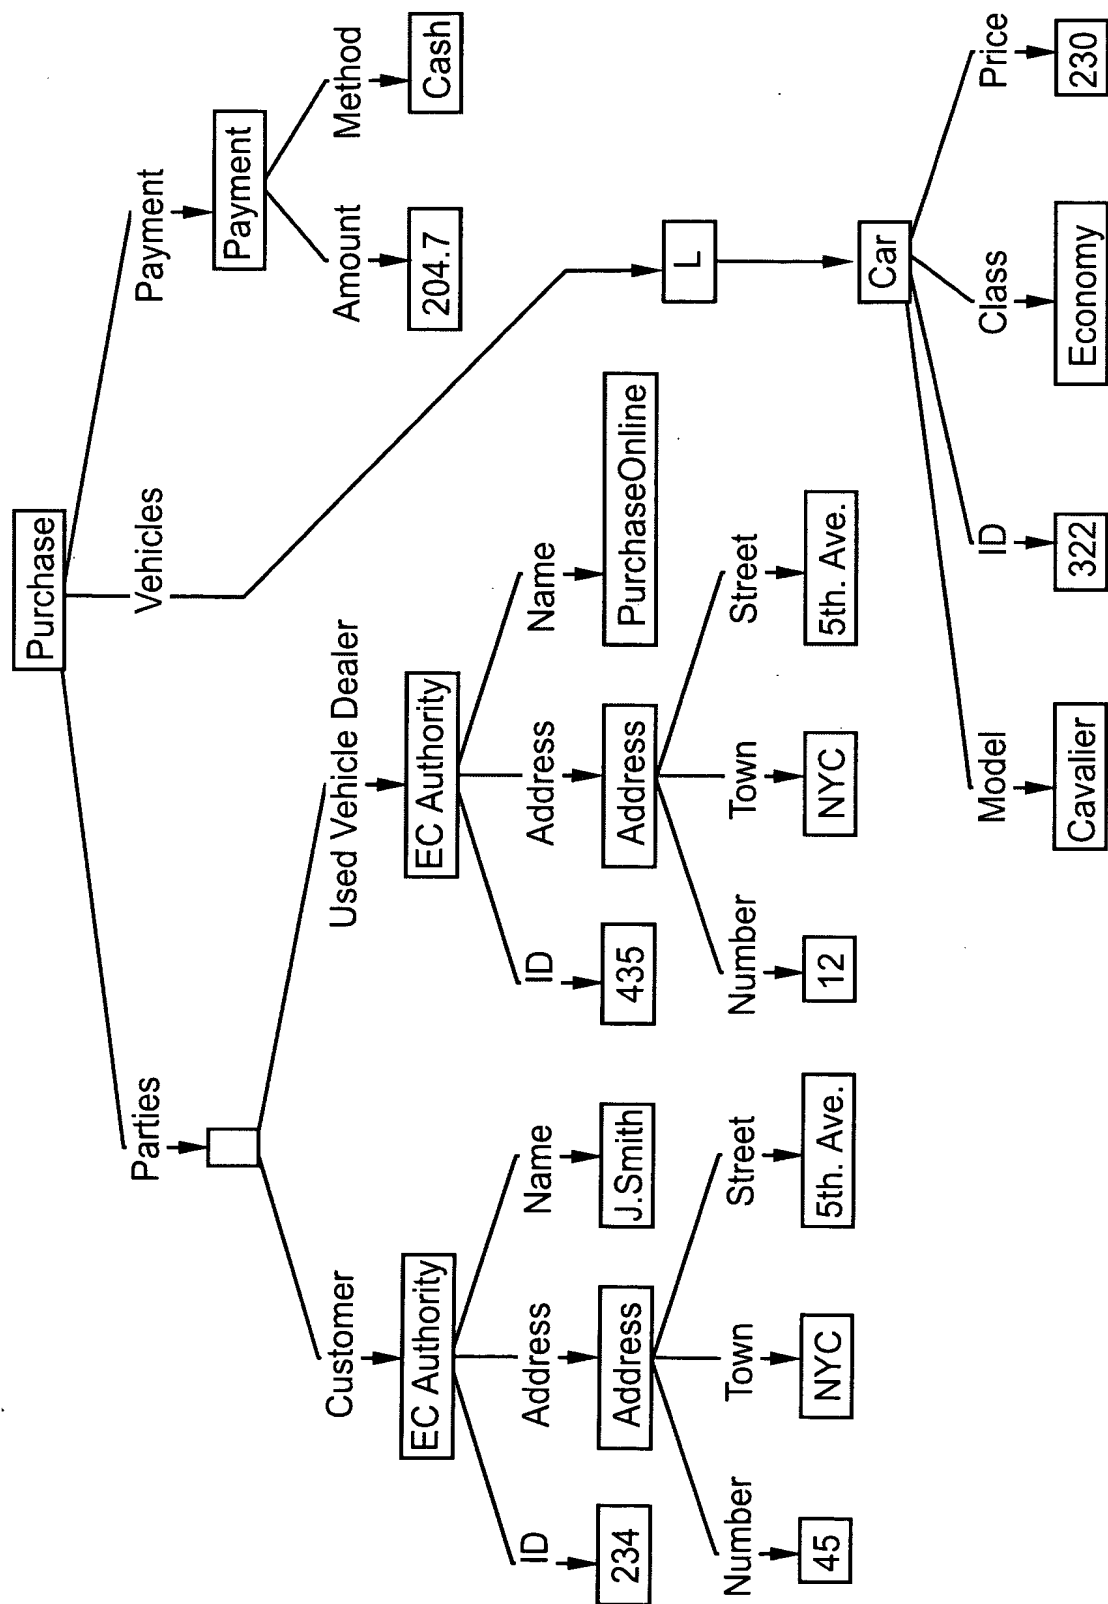 Purchase
Parties
Vehicles
Payment
Payment
Customer
Used Vehicle Dealer
Amount
Method
EC Authority
EC Authority
204.7
Cash
ID
Address
Name
ID
Address
Name
234
Address
J.Smith
435
Address
PurchaseOnline
L
Number
Town
Street
Number
Town
Street
45
NYC
5th. Ave.
12
NYC
5th. Ave.
Car
Model
ID
Class
Price
Cavalier
322
Economy
230